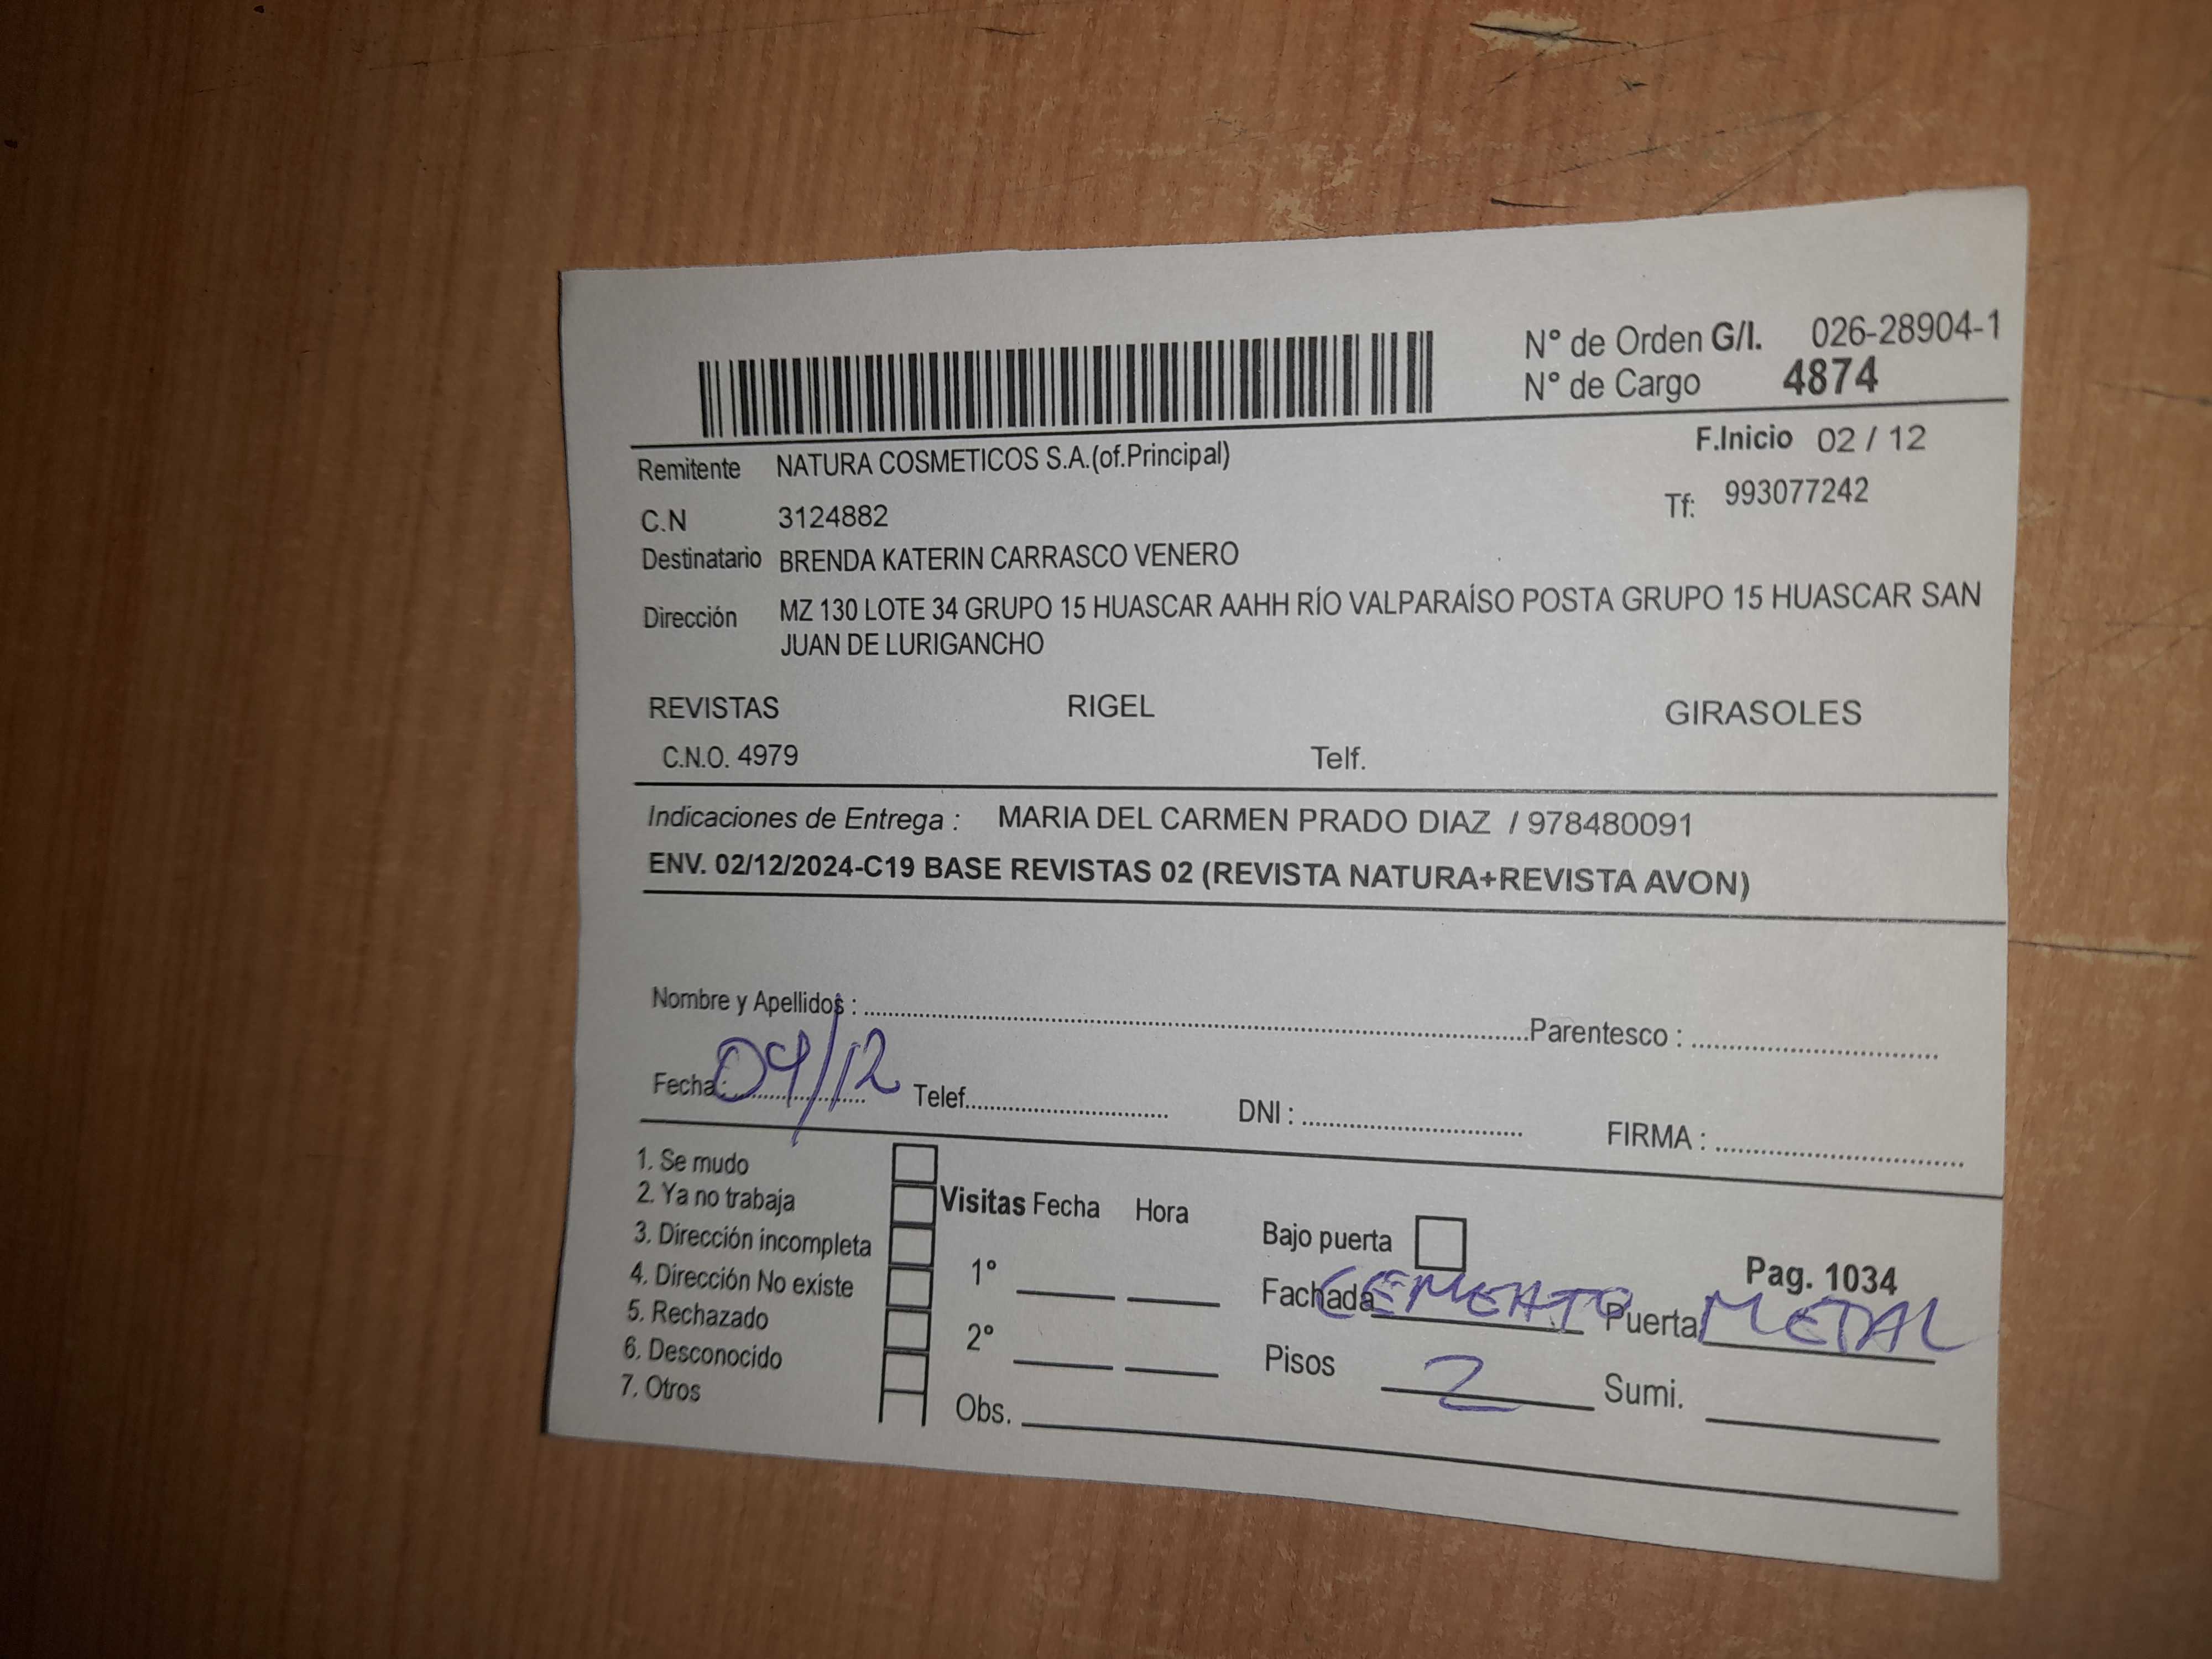 N° de Orden G/I. 026-28904-1
N° de Cargo 4874
F.Inicio 02 / 12
Remitente NATURA COSMETICOS S.A.(of.Principal)
Tf: 993077242
C.N 3124882
Destinatario BRENDA KATERIN CARRASCO VENERO
Dirección MZ 130 LOTE 34 GRUPO 15 HUASCAR AAHH RÍO VALPARAÍSO POSTA GRUPO 15 HUASCAR SAN
JUAN DE LURIGANCHO
REVISTAS RIGEL GIRASOLES
C.N.O. 4979 Telf.
Indicaciones de Entrega : MARIA DEL CARMEN PRADO DIAZ / 978480091
ENV. 02/12/2024-C19 BASE REVISTAS 02 (REVISTA NATURA+REVISTA AVON)
Nombre y Apellidos : Parentesco :
Fecha : 04/12 Telef. DNI : FIRMA :
1. Se mudo
2. Ya no trabaja
3. Dirección incompleta
4. Dirección No existe
5. Rechazado
6. Desconocido
7. Otros
Visitas Fecha Hora
1°
2°
Obs.
Bajo puerta
Pag. 1034
Fachada CEMENTO Puerta METAL
Pisos 2 Sumi.